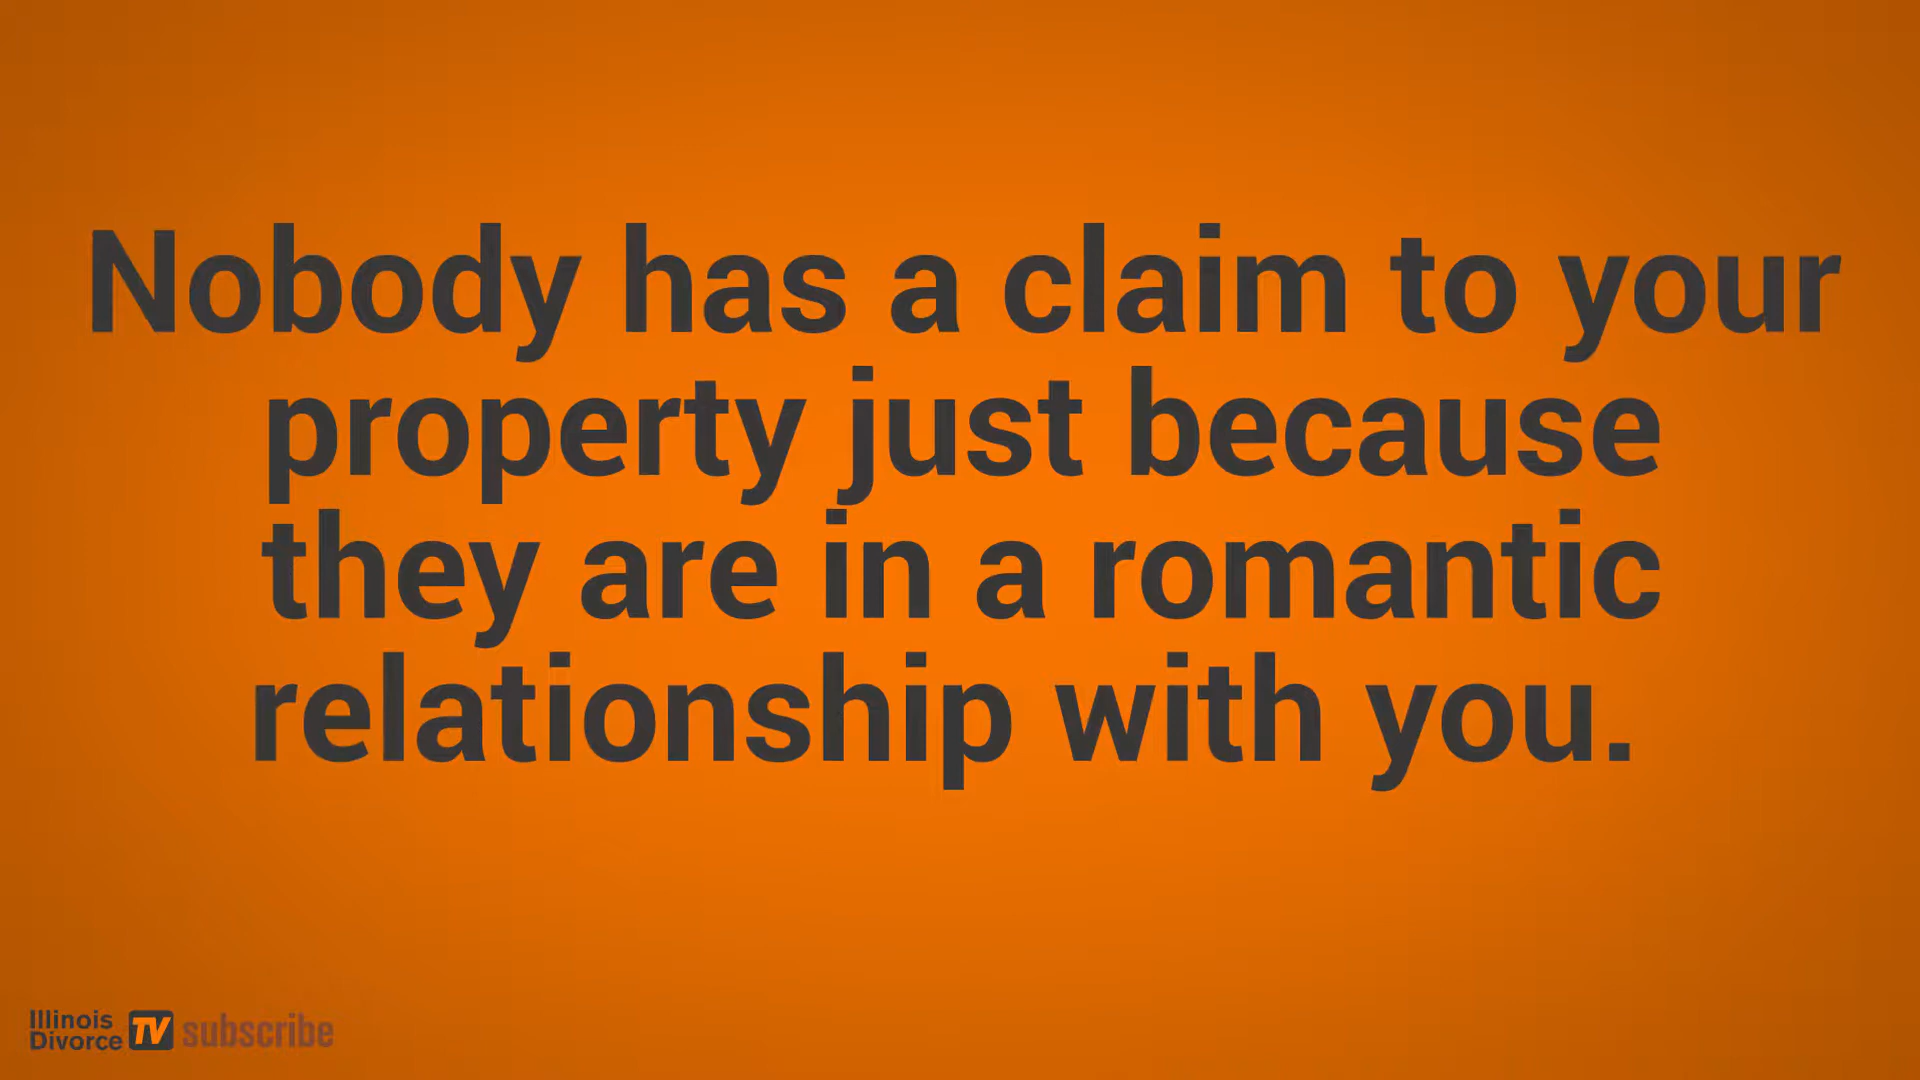 Nobody has a claim to your
property just because
they are in a romantic
relationship with you.
Illinois
Divorce TV subscribe